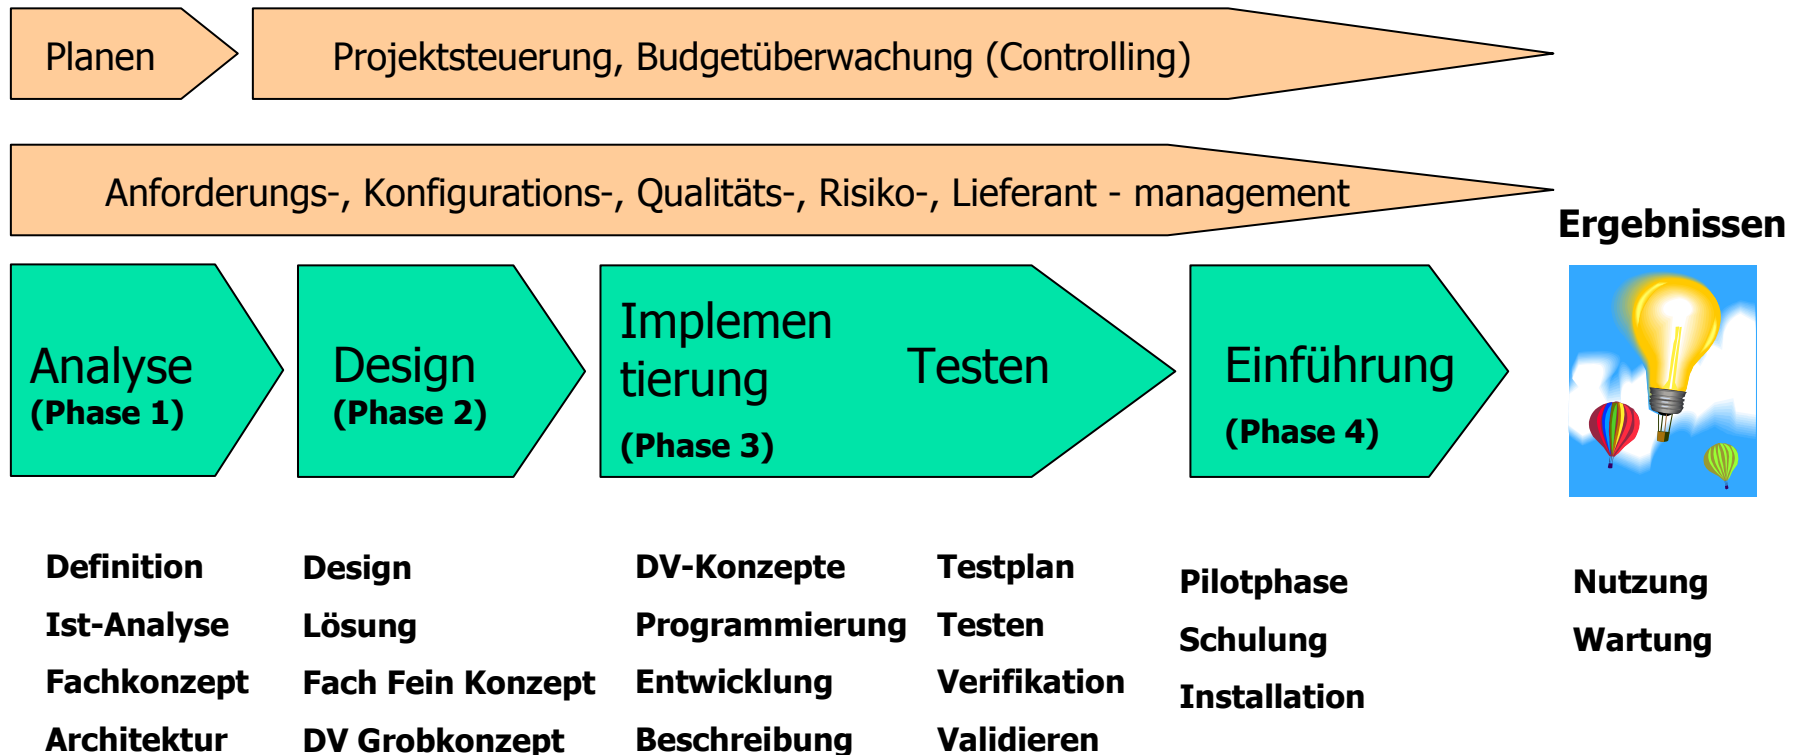 Planen
Projektsteuerung, Budgetüberwachung (Controlling)
Anforderungs-, Konfigurations-, Qualitäts-, Risiko-, Lieferant - management
Ergebnissen
Analyse
(Phase 1)
Design
(Phase 2)
Implemen
tierung
(Phase 3)
Testen
Einführung
(Phase 4)
Definition
Ist-Analyse
Fachkonzept
Architektur
Design
Lösung
Fach Fein Konzept
DV Grobkonzept
DV-Konzepte
Programmierung
Entwicklung
Beschreibung
Testplan
Testen
Verifikation
Validieren
Pilotphase
Schulung
Installation
Nutzung
Wartung